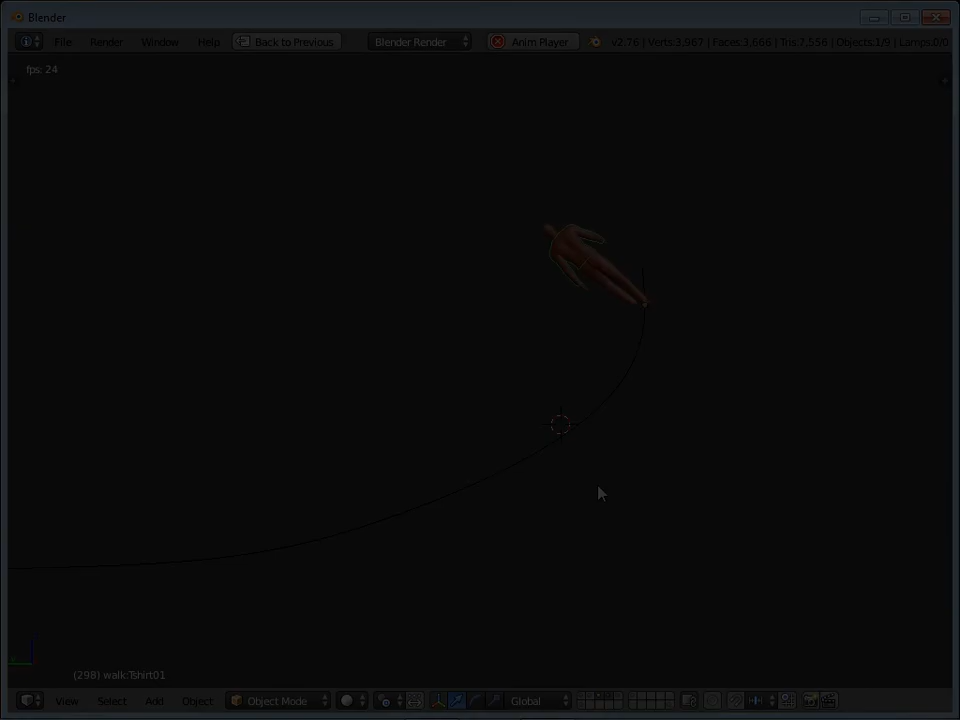 Blender
File Render Window Help Back to Previous Blender Render Anim Player v2.76 | Verts:3,967 | Faces:3,666 | Tris:7,556 | Objects:1/9 | Lamps:0/0
fps: 24
(298) walk:Tshirt01
View Select Add Object Object Mode Global